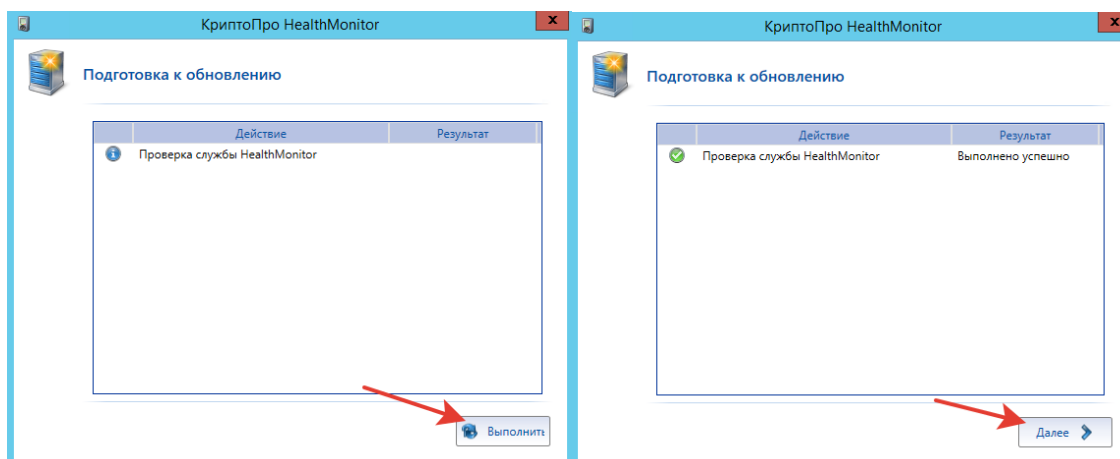 КриптоПро HealthMonitor
x
Подготовка к обновлению
Действие Результат
Проверка службы HealthMonitor
Выполнить
КриптоПро HealthMonitor
x
Подготовка к обновлению
Действие Результат
Проверка службы HealthMonitor Выполнено успешно
Далее